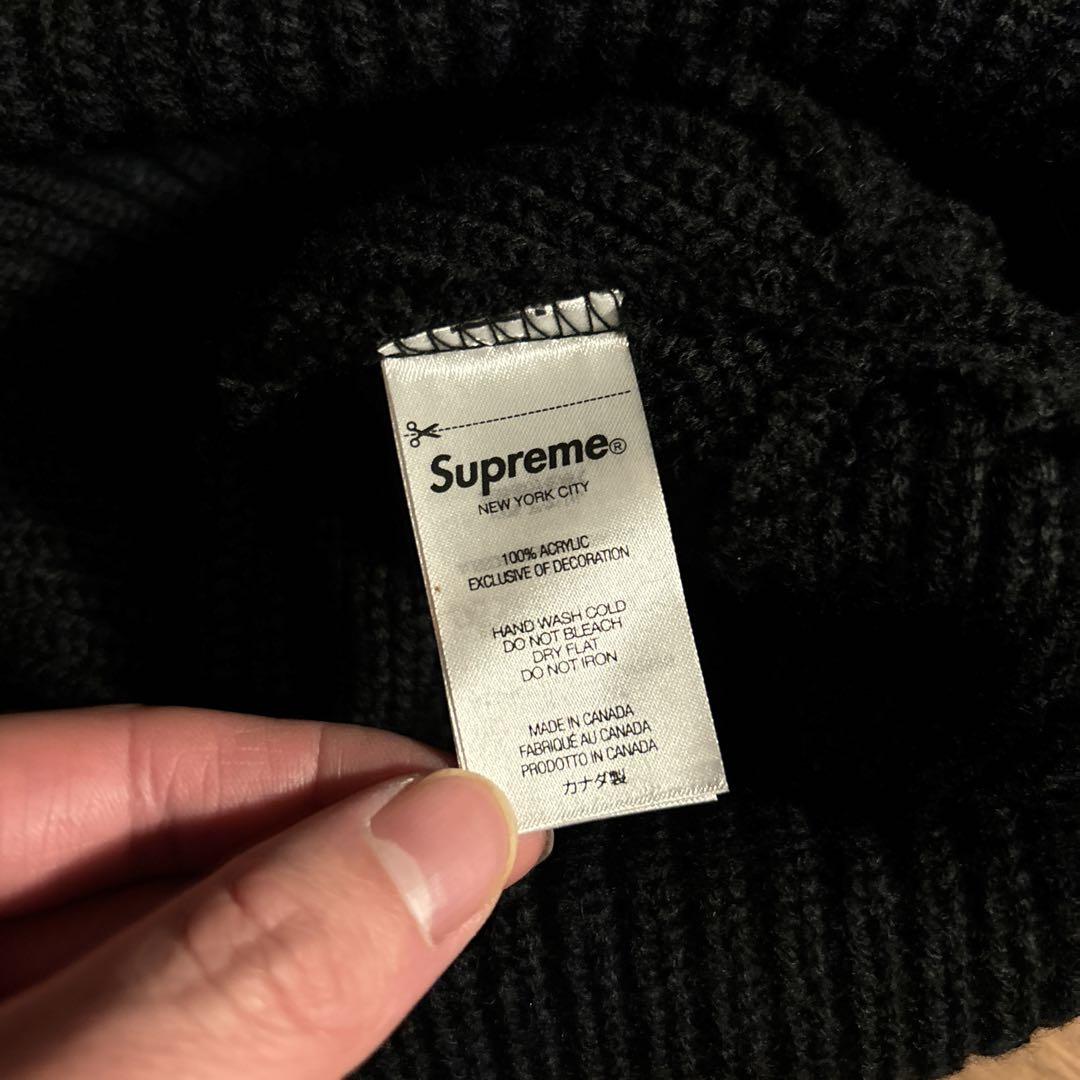 Supreme®
NEW YORK CITY
100% ACRYLIC
EXCLUSIVE OF DECORATION
HAND WASH COLD
DO NOT BLEACH
DRY FLAT
DO NOT IRON
MADE IN CANADA
FABRIQUÉ AU CANADA
PRODOTTO IN CANADA
カナダ製